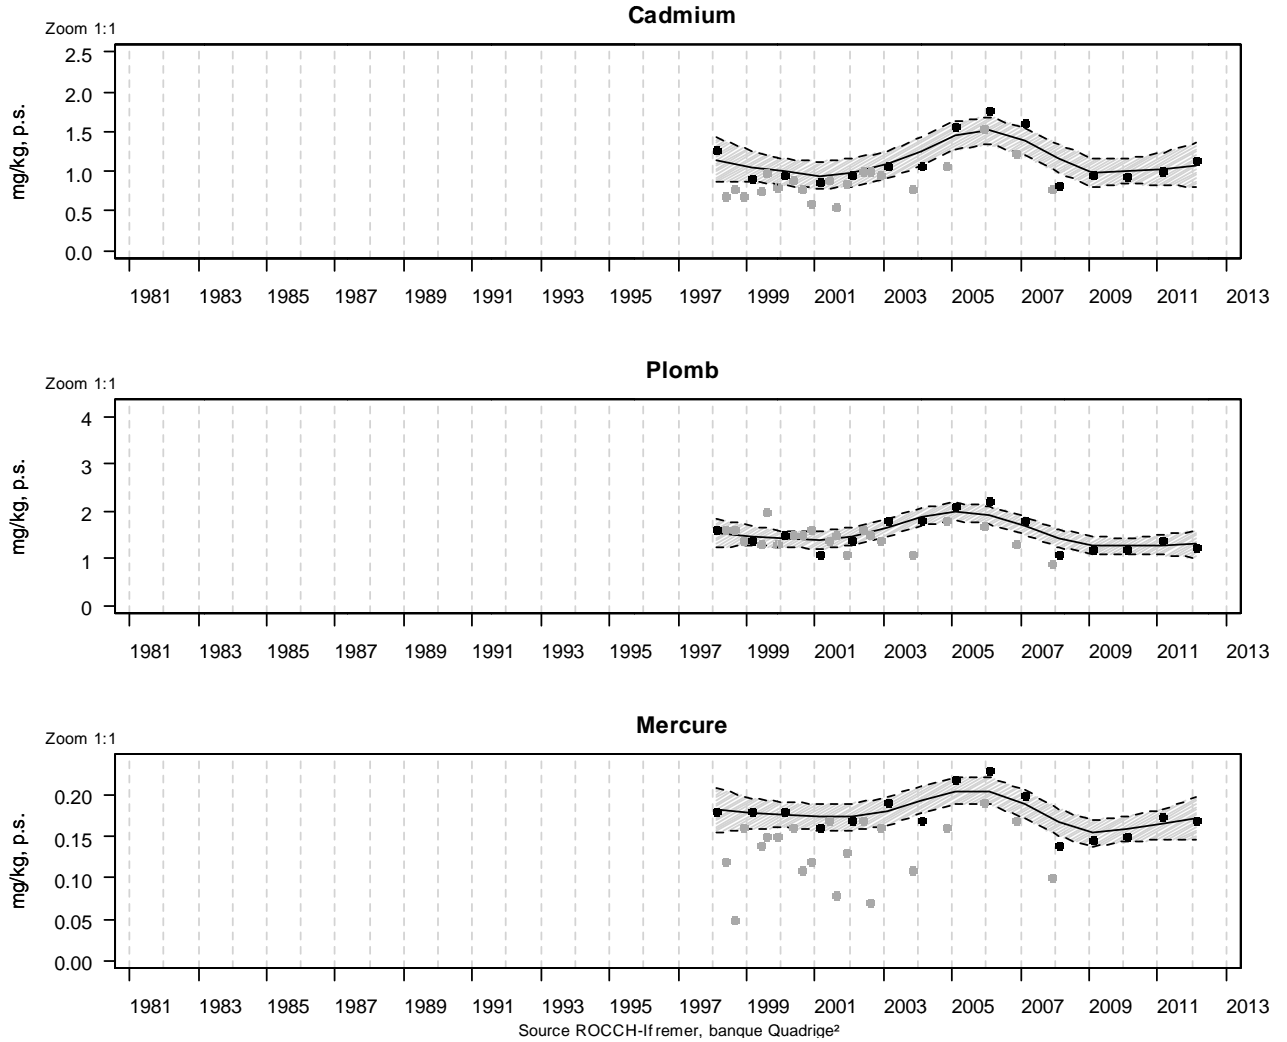 Cadmium
Zoom 1:1
mg/kg, p.s.
2.5
2.0
1.5
1.0
0.5
0.0
1981 1983 1985 1987 1989 1991 1993 1995 1997 1999 2001 2003 2005 2007 2009 2011 2013
Plomb
Zoom 1:1
mg/kg, p.s.
4
3
2
1
0
1981 1983 1985 1987 1989 1991 1993 1995 1997 1999 2001 2003 2005 2007 2009 2011 2013
Mercure
Zoom 1:1
mg/kg, p.s.
0.20
0.15
0.10
0.05
0.00
1981 1983 1985 1987 1989 1991 1993 1995 1997 1999 2001 2003 2005 2007 2009 2011 2013
Source ROCCH-Ifremer, banque Quadrige²